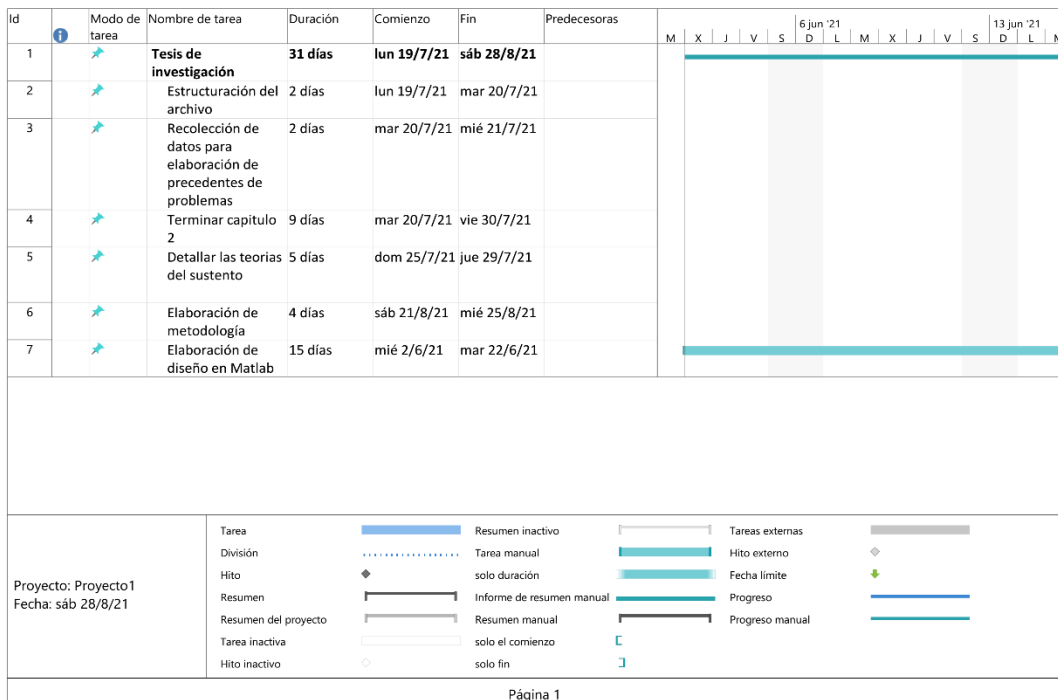 Id
Modo de tarea
Nombre de tarea
Duración
Comienzo
Fin
Predecesoras
6 jun '21
13 jun '21
M X J V S D L M X J V S D L M
1 Tesis de investigación 31 días lun 19/7/21 sáb 28/8/21
2 Estructuración del archivo 2 días lun 19/7/21 mar 20/7/21
3 Recolección de datos para elaboración de precedentes de problemas 2 días mar 20/7/21 mié 21/7/21
4 Terminar capitulo 2 9 días mar 20/7/21 vie 30/7/21
5 Detallar las teorias del sustento 5 días dom 25/7/21 jue 29/7/21
6 Elaboración de metodología 4 días sáb 21/8/21 mié 25/8/21
7 Elaboración de diseño en Matlab 15 días mié 2/6/21 mar 22/6/21
Proyecto: Proyecto1
Fecha: sáb 28/8/21
Tarea
División
Hito
Resumen
Resumen del proyecto
Tarea inactiva
Hito inactivo
Resumen inactivo
Tarea manual
solo duración
Informe de resumen manual
Resumen manual
solo el comienzo
solo fin
Tareas externas
Hito externo
Fecha límite
Progreso
Progreso manual
Página 1